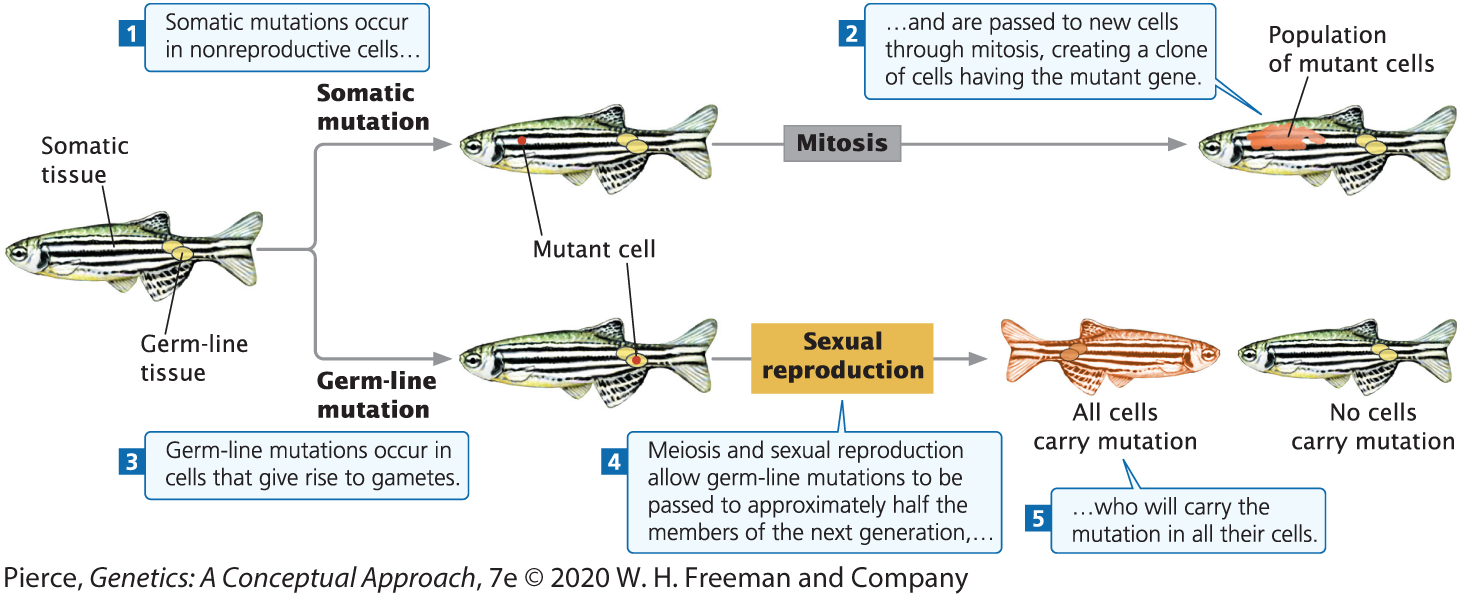 1
Somatic mutations occur
in nonreproductive cells…
2
…and are passed to new cells
through mitosis, creating a clone
of cells having the mutant gene.
Population
of mutant cells
Somatic
mutation
Somatic
tissue
Mitosis
Mutant cell
Germ-line
tissue
Germ-line
mutation
Sexual
reproduction
All cells
carry mutation
No cells
carry mutation
3
Germ-line mutations occur in
cells that give rise to gametes.
4
Meiosis and sexual reproduction
allow germ-line mutations to be
passed to approximately half the
members of the next generation,…
5
…who will carry the
mutation in all their cells.
Pierce, Genetics: A Conceptual Approach, 7e © 2020 W. H. Freeman and Company